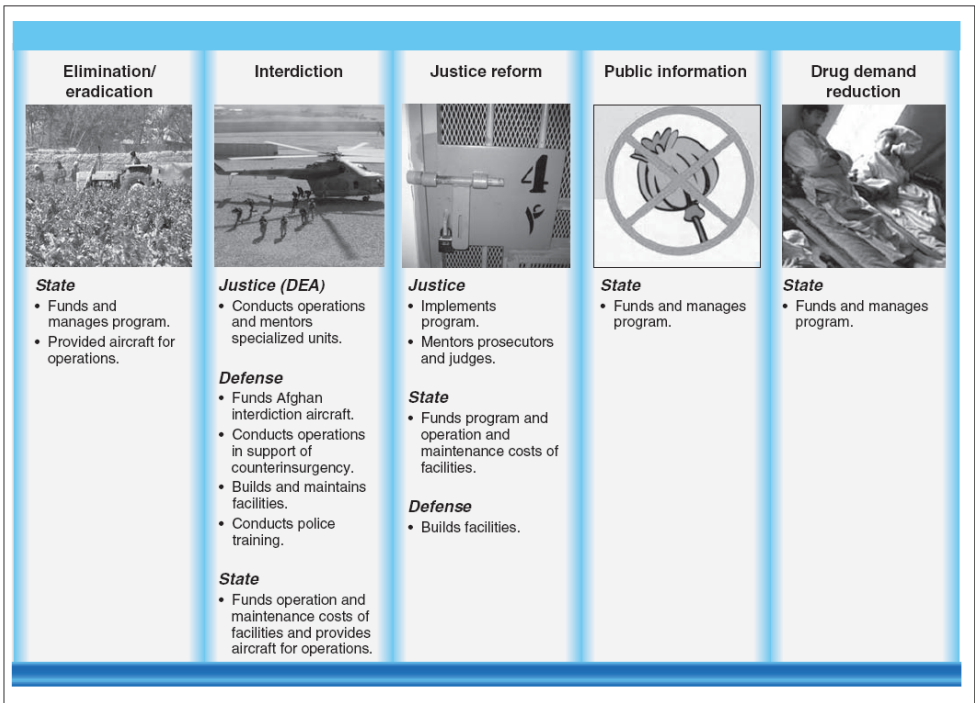 Elimination/
eradication
State
• Funds and
manages program.
• Provided aircraft for
operations.
Interdiction
Justice (DEA)
• Conducts operations
and mentors
specialized units.
Defense
• Funds Afghan
interdiction aircraft.
• Conducts operations
in support of
counterinsurgency.
• Builds and maintains
facilities.
• Conducts police
training.
State
• Funds operation and
maintenance costs of
facilities and provides
aircraft for operations.
Justice reform
4
۴
Justice
• Implements
program.
• Mentors prosecutors
and judges.
State
• Funds program and
operation and
maintenance costs of
facilities.
Defense
• Builds facilities.
Public information
State
• Funds and manages
program.
Drug demand
reduction
State
• Funds and manages
program.